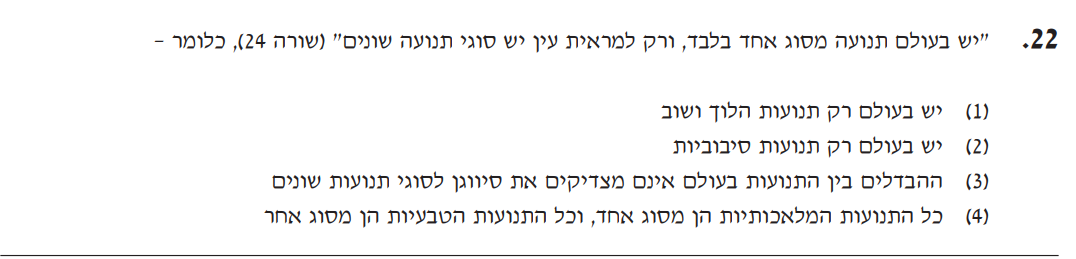 22. "יש בעולם תנועה מסוג אחד בלבד, ורק למראית עין יש סוגי תנועה שונים" (שורה 24), כלומר –
(1) יש בעולם רק תנועות הלוך ושוב
(2) יש בעולם רק תנועות סיבוביות
(3) ההבדלים בין התנועות בעולם אינם מצדיקים את סיווגן לסוגי תנועות שונים
(4) כל התנועות המלאכותיות הן מסוג אחד, וכל התנועות הטבעיות הן מסוג אחר